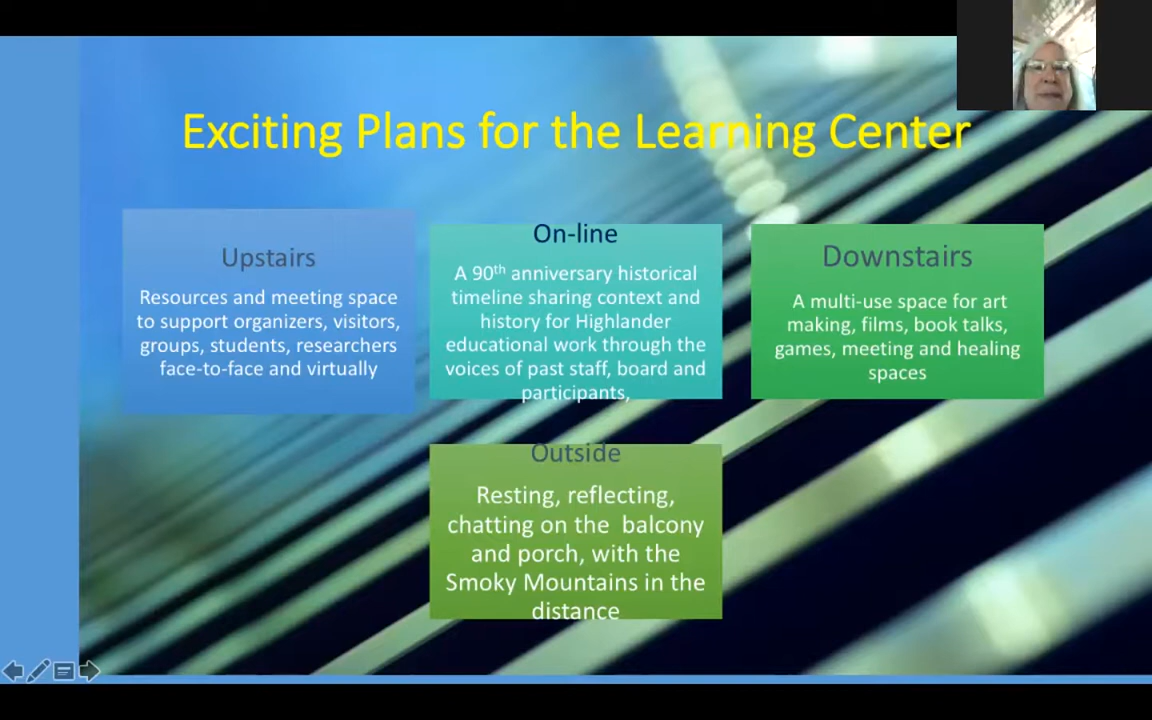 Exciting Plans for the Learning Center
Upstairs
Resources and meeting space
to support organizers, visitors,
groups, students, researchers
face-to-face and virtually
On-line
A 90th anniversary historical
timeline sharing context and
history for Highlander
educational work through the
voices of past staff, board and
participants,
Downstairs
A multi-use space for art
making, films, book talks,
games, meeting and healing
spaces
Outside
Resting, reflecting,
chatting on the  balcony
and porch, with the
Smoky Mountains in the
distance